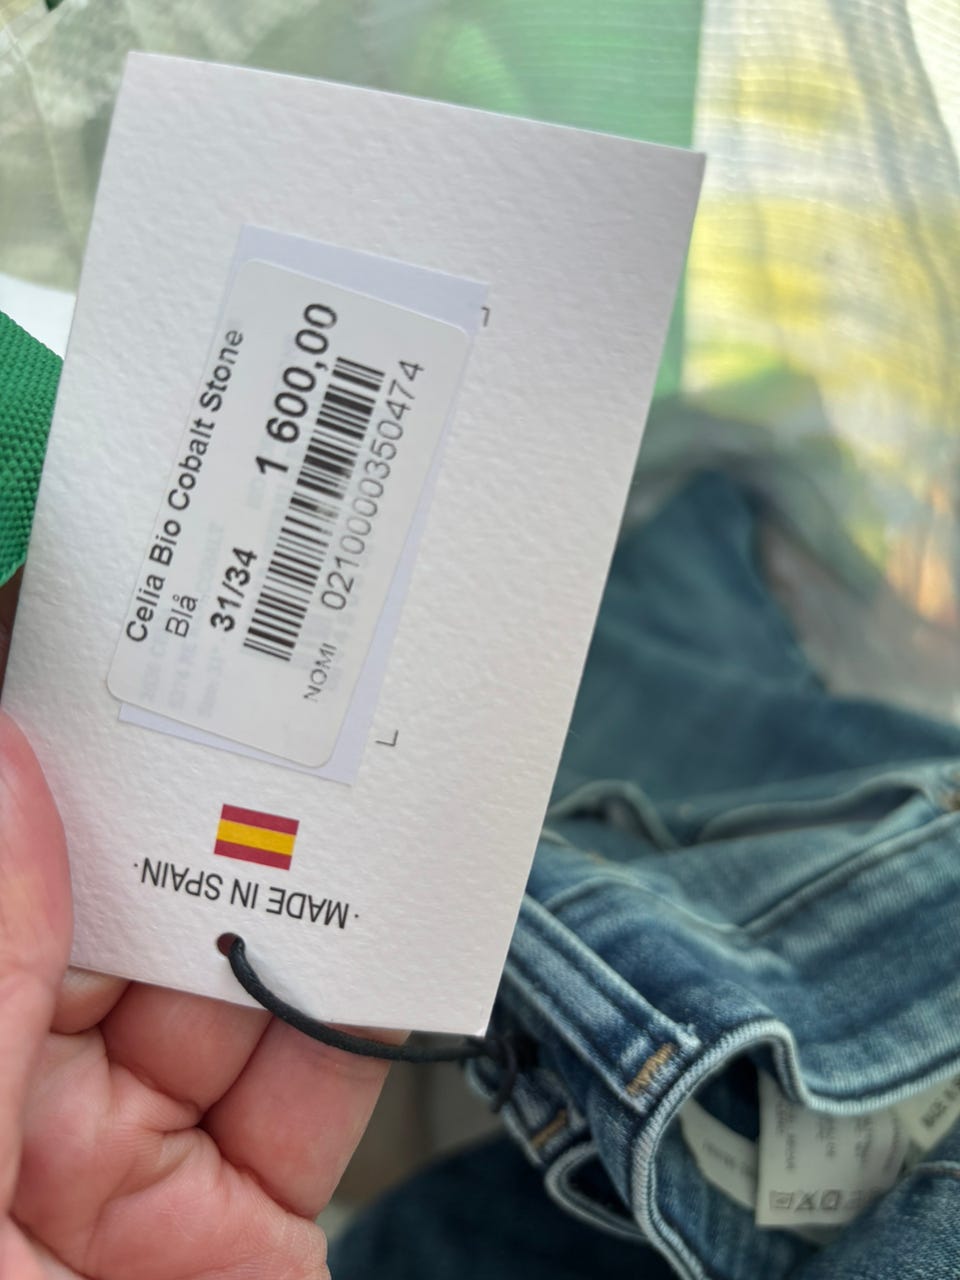 Celia Bio Cobalt Stone
Blå
31/34 1 600,00
NOMI 0210000350474
·MADE IN SPAIN·